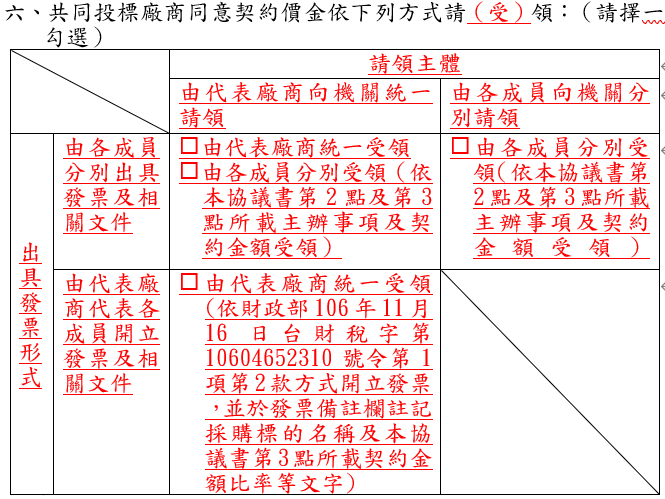 六、共同投標廠商同意契約價金依下列方式請（受）領：（請擇一
勾選）
請領主體
由代表廠商向機關統一
請領
由各成員向機關分
別請領
出具發票形式
由各成員
分別出具
發票及相
關文件
□由代表廠商統一受領
□由各成員分別受領（依
本協議書第2點及第3
點所載主辦事項及契
約金額受領）
□由各成員分別受
領(依本協議書第
2點及第3點所載
主辦事項及契約
金額受領）
由代表廠
商代表各
成員開立
發票及相
關文件
□由代表廠商統一受領
(依財政部106年11月
16日台財稅字第
10604652310號令第1
項第2款方式開立發票
，並於發票備註欄註記
採購標的名稱及本協
議書第3點所載契約金
額比率等文字）